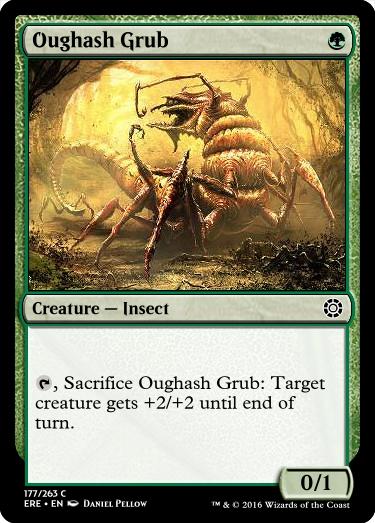 Oughash Grub
Creature — Insect
, Sacrifice Oughash Grub: Target
creature gets +2/+2 until end of
turn.
0/1
177/263 C
ERE • EN Daniel Pellow
™ & © 2016 Wizards of the Coast